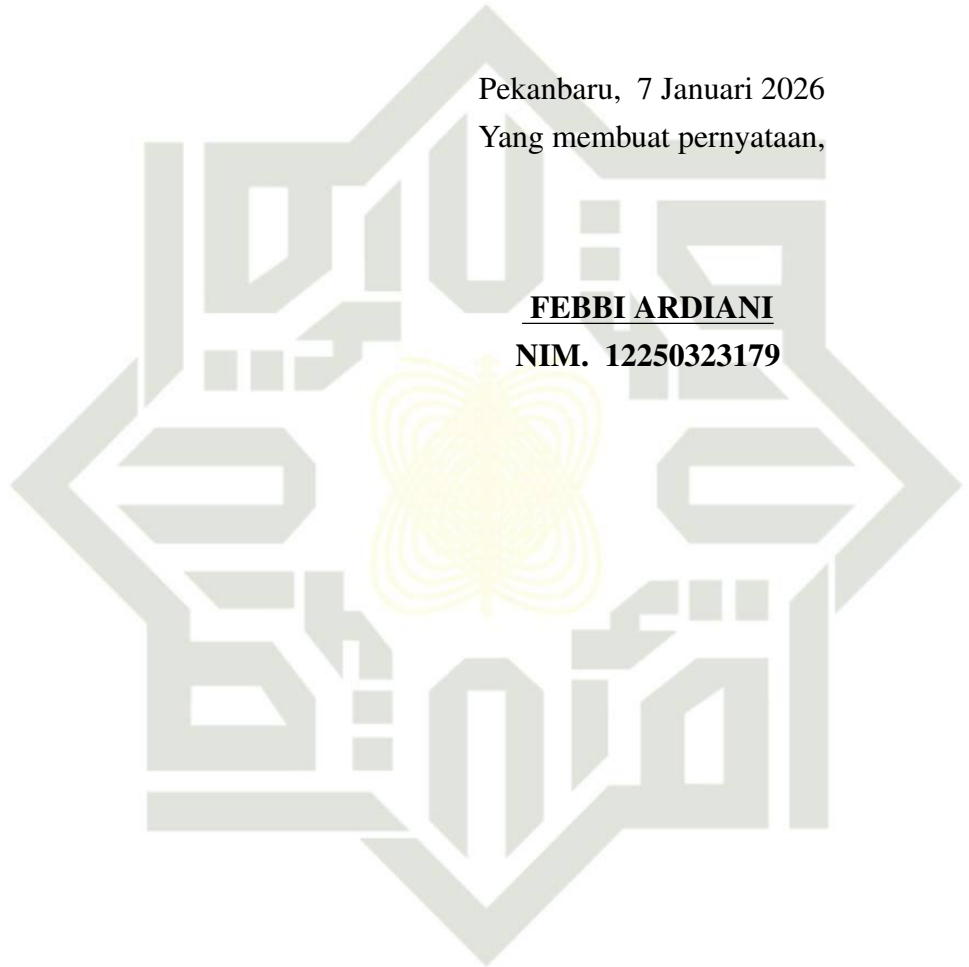 Pekanbaru, 7 Januari 2026
Yang membuat pernyataan,
FEBBI ARDIANI
NIM. 12250323179